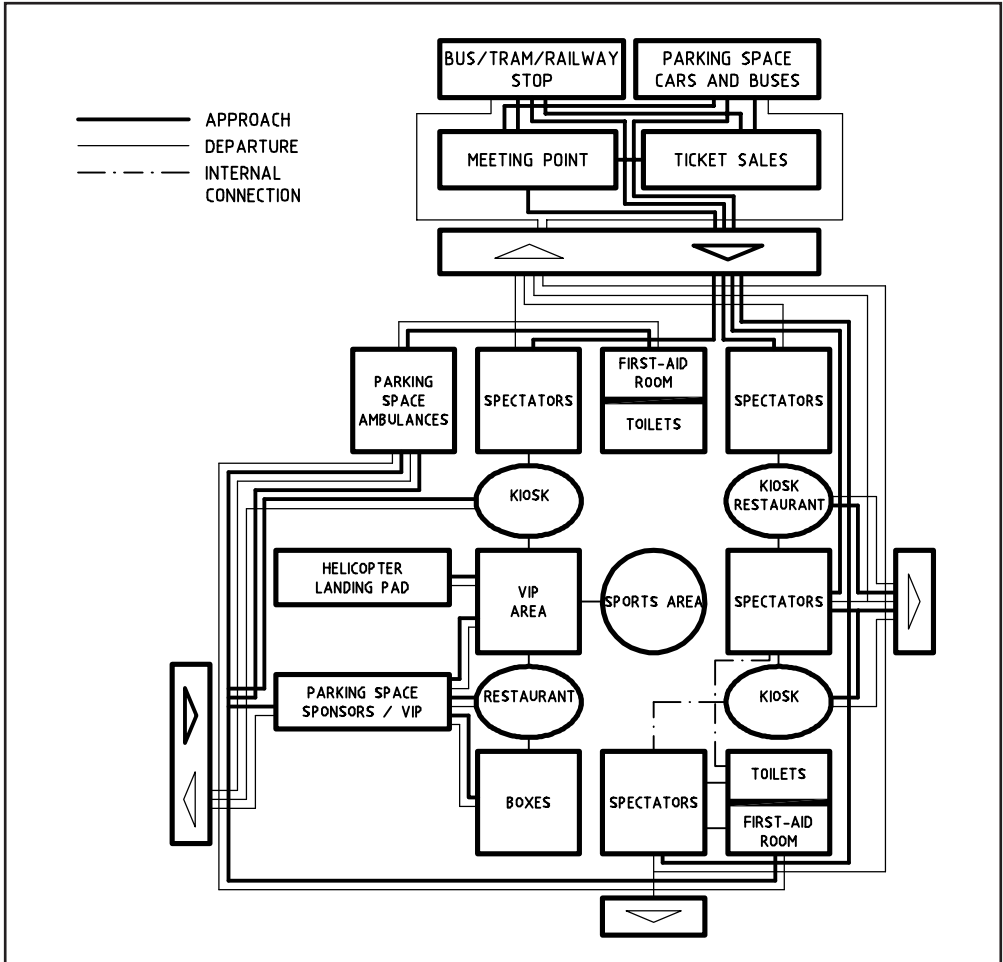 BUS/TRAM/RAILWAY
STOP
PARKING SPACE
CARS AND BUSES
APPROACH
DEPARTURE
INTERNAL
CONNECTION
MEETING POINT
TICKET SALES
PARKING
SPACE
AMBULANCES
SPECTATORS
FIRST-AID
ROOM
TOILETS
SPECTATORS
KIOSK
KIOSK
RESTAURANT
HELICOPTER
LANDING PAD
VIP
AREA
SPORTS AREA
SPECTATORS
PARKING SPACE
SPONSORS / VIP
RESTAURANT
KIOSK
BOXES
SPECTATORS
TOILETS
FIRST-AID
ROOM